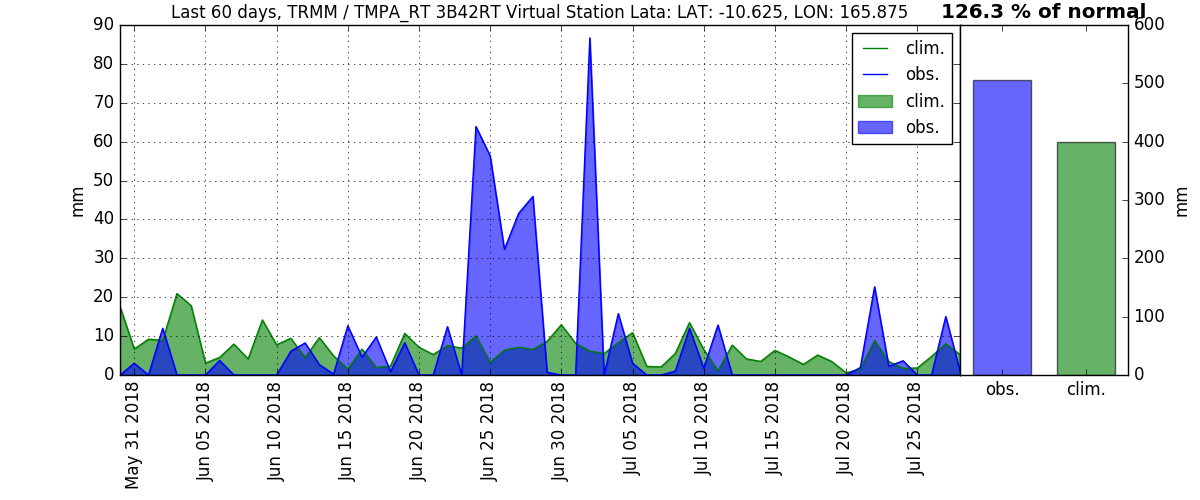 Last 60 days, TRMM / TMPA_RT 3B42RT Virtual Station Lata: LAT: -10.625, LON: 165.875
126.3 % of normal
90
80
70
60
50
40
30
20
10
0
mm
clim.
obs.
clim.
obs.
600
500
400
300
200
100
0
mm
May 31 2018
Jun 05 2018
Jun 10 2018
Jun 15 2018
Jun 20 2018
Jun 25 2018
Jun 30 2018
Jul 05 2018
Jul 10 2018
Jul 15 2018
Jul 20 2018
Jul 25 2018
obs.
clim.